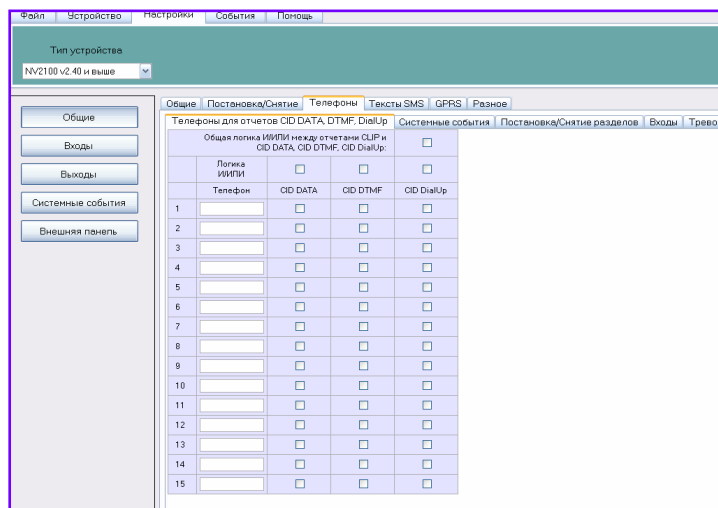 Файл Устройство Настройки События Помощь
Тип устройства
NV2100 v2.40 и выше
Общие
Входы
Выходы
Системные события
Внешняя панель
Общие Постановка/Снятие Телефоны Тексты SMS GPRS Разное
Телефоны для отчетов CID DATA, DTMF, DialUp Системные события Постановка/Снятие разделов Входы
Общая логика И/ИЛИ между отчетами CLIP и
CID DATA, CID DTMF, CID DialUp:
Логика
И/ИЛИ
Телефон CID DATA CID DTMF CID DialUp
1
2
3
4
5
6
7
8
9
10
11
12
13
14
15